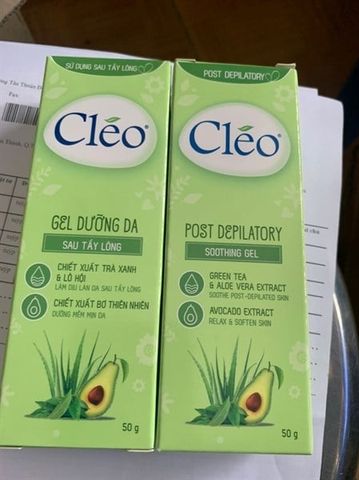 SỬ DỤNG SAU TẨY LÔNG
Cléo®
GEL DƯỠNG DA
SAU TẨY LÔNG
CHIẾT XUẤT TRÀ XANH
& LÔ HỘI
LÀM DỊU LÀN DA SAU TẨY LÔNG
CHIẾT XUẤT BƠ THIÊN NHIÊN
DƯỠNG MỀM MỊN DA
50 g
POST DEPILATORY
Cléo®
POST DEPILATORY
SOOTHING GEL
GREEN TEA
& ALOE VERA EXTRACT
SOOTHE POST-DEPILATED SKIN
AVOCADO EXTRACT
RELAX & SOFTEN SKIN
50 g
Fax